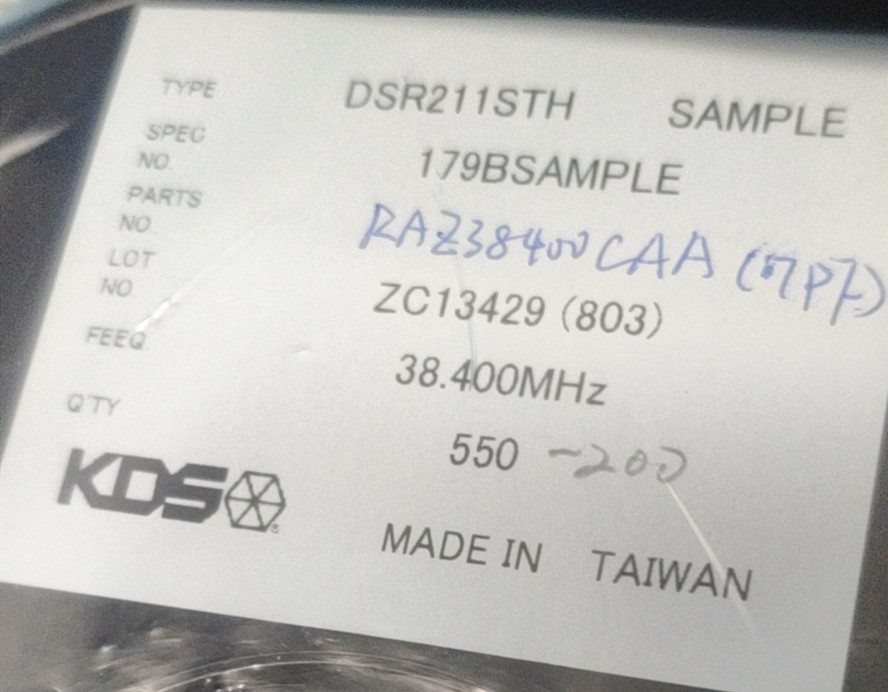 TYPE DSR211STH SAMPLE
SPEC NO. 179BSAMPLE
PARTS NO. RAZ38400CAA (7pF)
LOT NO. ZC13429 (803)
FEEQ. 38.400MHz
Q'TY 550 -200
KDS
MADE IN TAIWAN